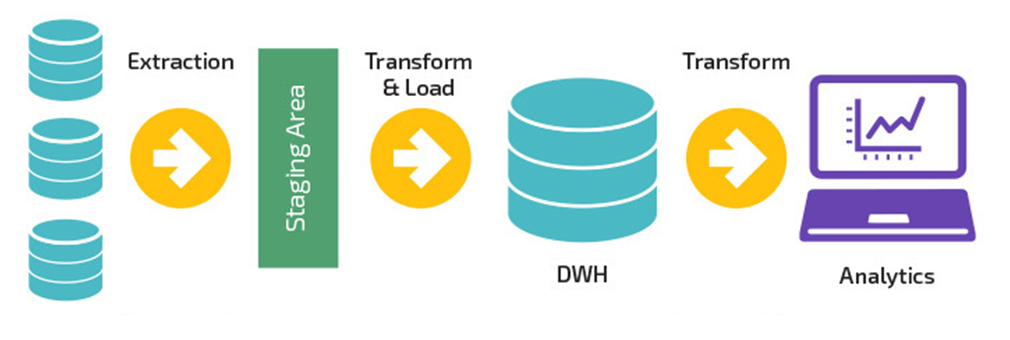 Extraction
Staging Area
Transform
& Load
DWH
Transform
Analytics